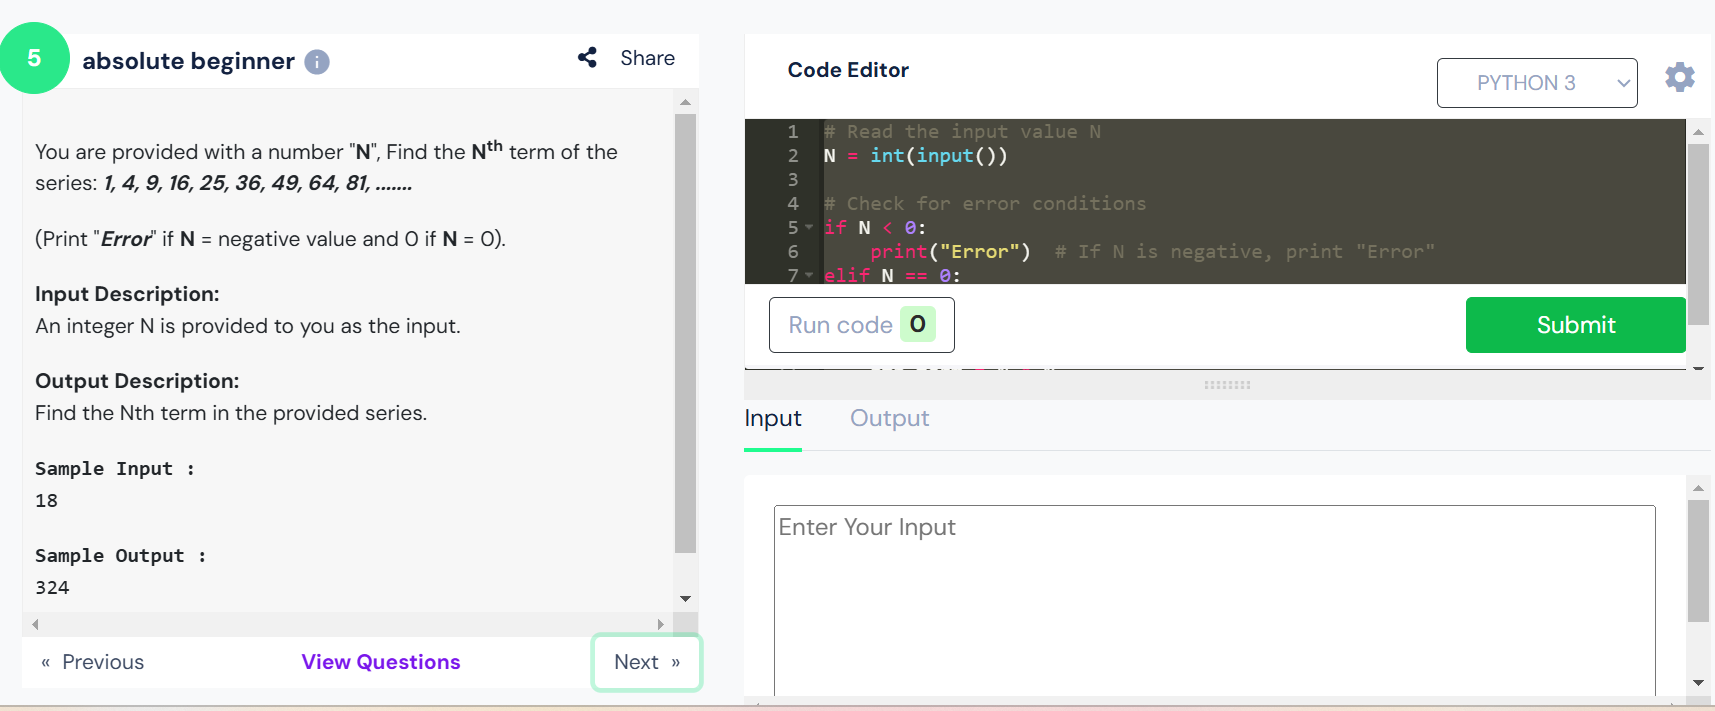 5
absolute beginner i
Share
You are provided with a number "N", Find the Nth term of the
series: 1, 4, 9, 16, 25, 36, 49, 64, 81, .......
(Print "Error" if N = negative value and 0 if N = 0).
Input Description:
An integer N is provided to you as the input.
Output Description:
Find the Nth term in the provided series.
Sample Input :
18
Sample Output :
324
« Previous
View Questions
Next »
Code Editor
PYTHON 3
1 # Read the input value N
2 N = int(input())
3
4 # Check for error conditions
5 if N < 0:
6     print("Error")  # If N is negative, print "Error"
7 elif N == 0:
Run code 0
Submit
Input
Output
Enter Your Input